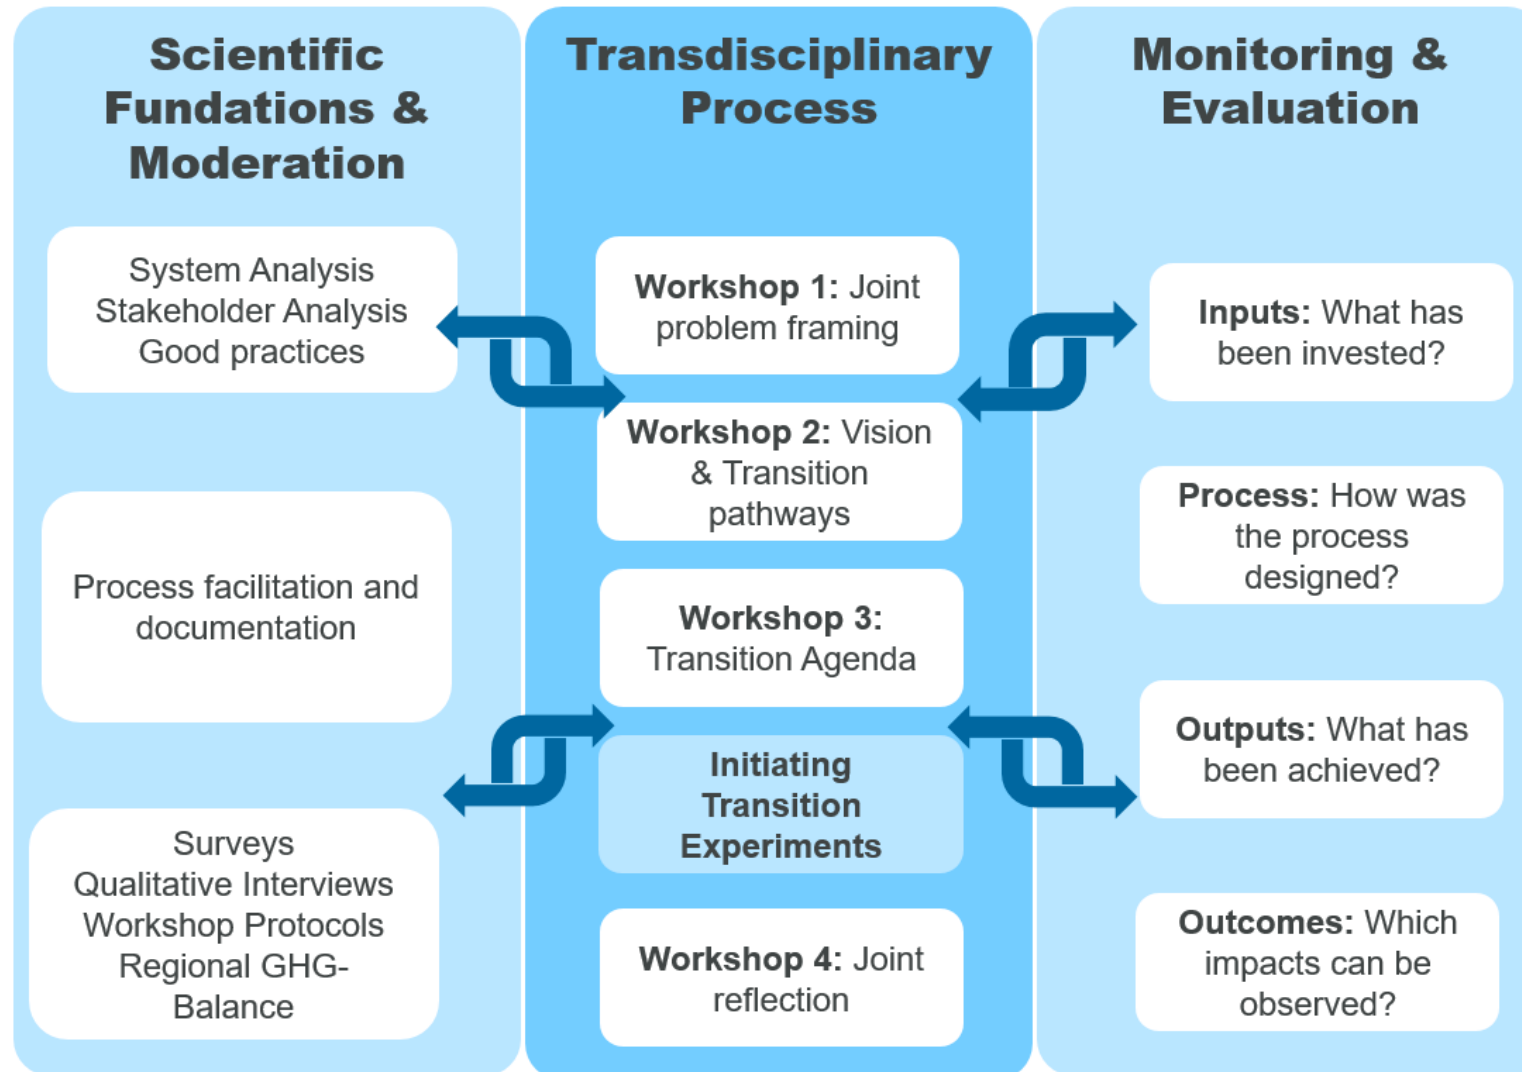 Scientific
Fundations &
Moderation
System Analysis
Stakeholder Analysis
Good practices
Process facilitation and
documentation
Surveys
Qualitative Interviews
Workshop Protocols
Regional GHG-
Balance
Transdisciplinary
Process
Workshop 1: Joint
problem framing
Workshop 2: Vision
& Transition
pathways
Workshop 3:
Transition Agenda
Initiating
Transition
Experiments
Workshop 4: Joint
reflection
Monitoring &
Evaluation
Inputs: What has
been invested?
Process: How was
the process
designed?
Outputs: What has
been achieved?
Outcomes: Which
impacts can be
observed?